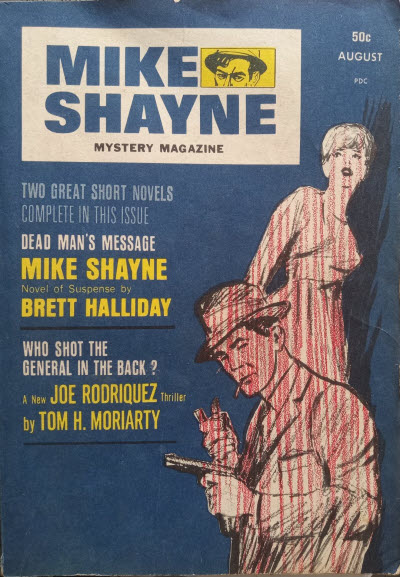 50¢
AUGUST
PDC
MIKE
SHAYNE
MYSTERY MAGAZINE
TWO GREAT SHORT NOVELS
COMPLETE IN THIS ISSUE
DEAD MAN'S MESSAGE
MIKE SHAYNE
Novel of Suspense by
BRETT HALLIDAY
WHO SHOT THE
GENERAL IN THE BACK ?
A New JOE RODRIQUEZ Thriller
by TOM H. MORIARTY